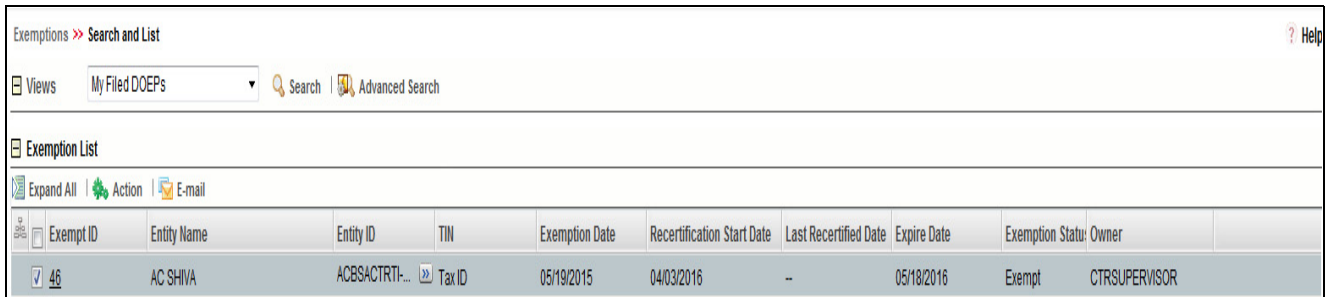 Exemptions >> Search and List ? Help
Views My Filed DOEPs Search | Advanced Search
Exemption List
Expand All | Action | E-mail
Exempt ID Entity Name Entity ID TIN Exemption Date Recertification Start Date Last Recertified Date Expire Date Exemption Status Owner
46 AC SHIVA ACBSACTRTI-... >> Tax ID 05/19/2015 04/03/2016 -- 05/18/2016 Exempt CTRSUPERVISOR